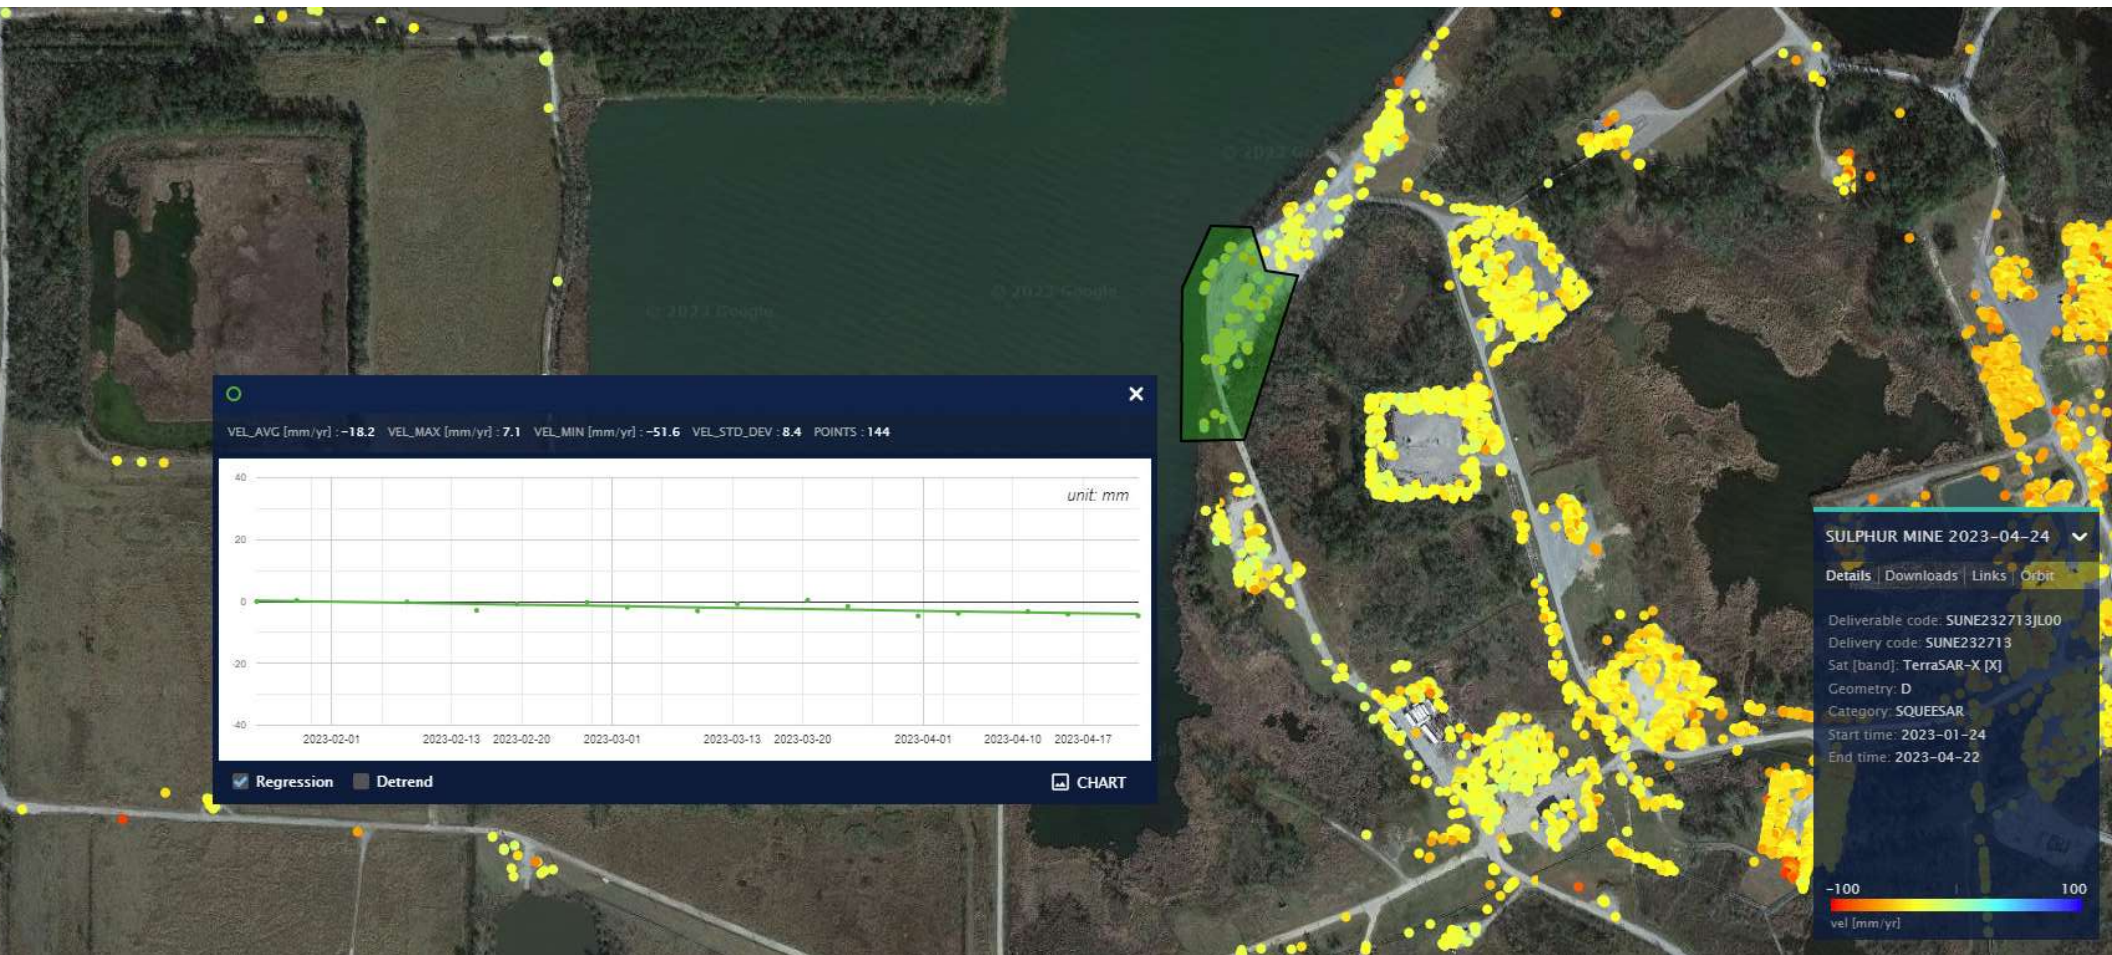 © 2023 Google
© 2023 Google
VEL_AVG [mm/yr] : -18.2 VEL_MAX [mm/yr] : 7.1 VEL_MIN [mm/yr] : -51.6 VEL_STD_DEV : 8.4 POINTS : 144
unit: mm
40
20
0
-20
-40
2023-02-01 2023-02-13 2023-02-20 2023-03-01 2023-03-13 2023-03-20 2023-04-01 2023-04-10 2023-04-17
Regression Detrend CHART
SULPHUR MINE 2023-04-24
Details | Downloads | Links | Orbit
Deliverable code: SUNE232713JL00
Delivery code: SUNE232713
Sat [band]: TerraSAR-X [X]
Geometry: D
Category: SQUEESAR
Start time: 2023-01-24
End time: 2023-04-22
-100 100
vel [mm/yr]